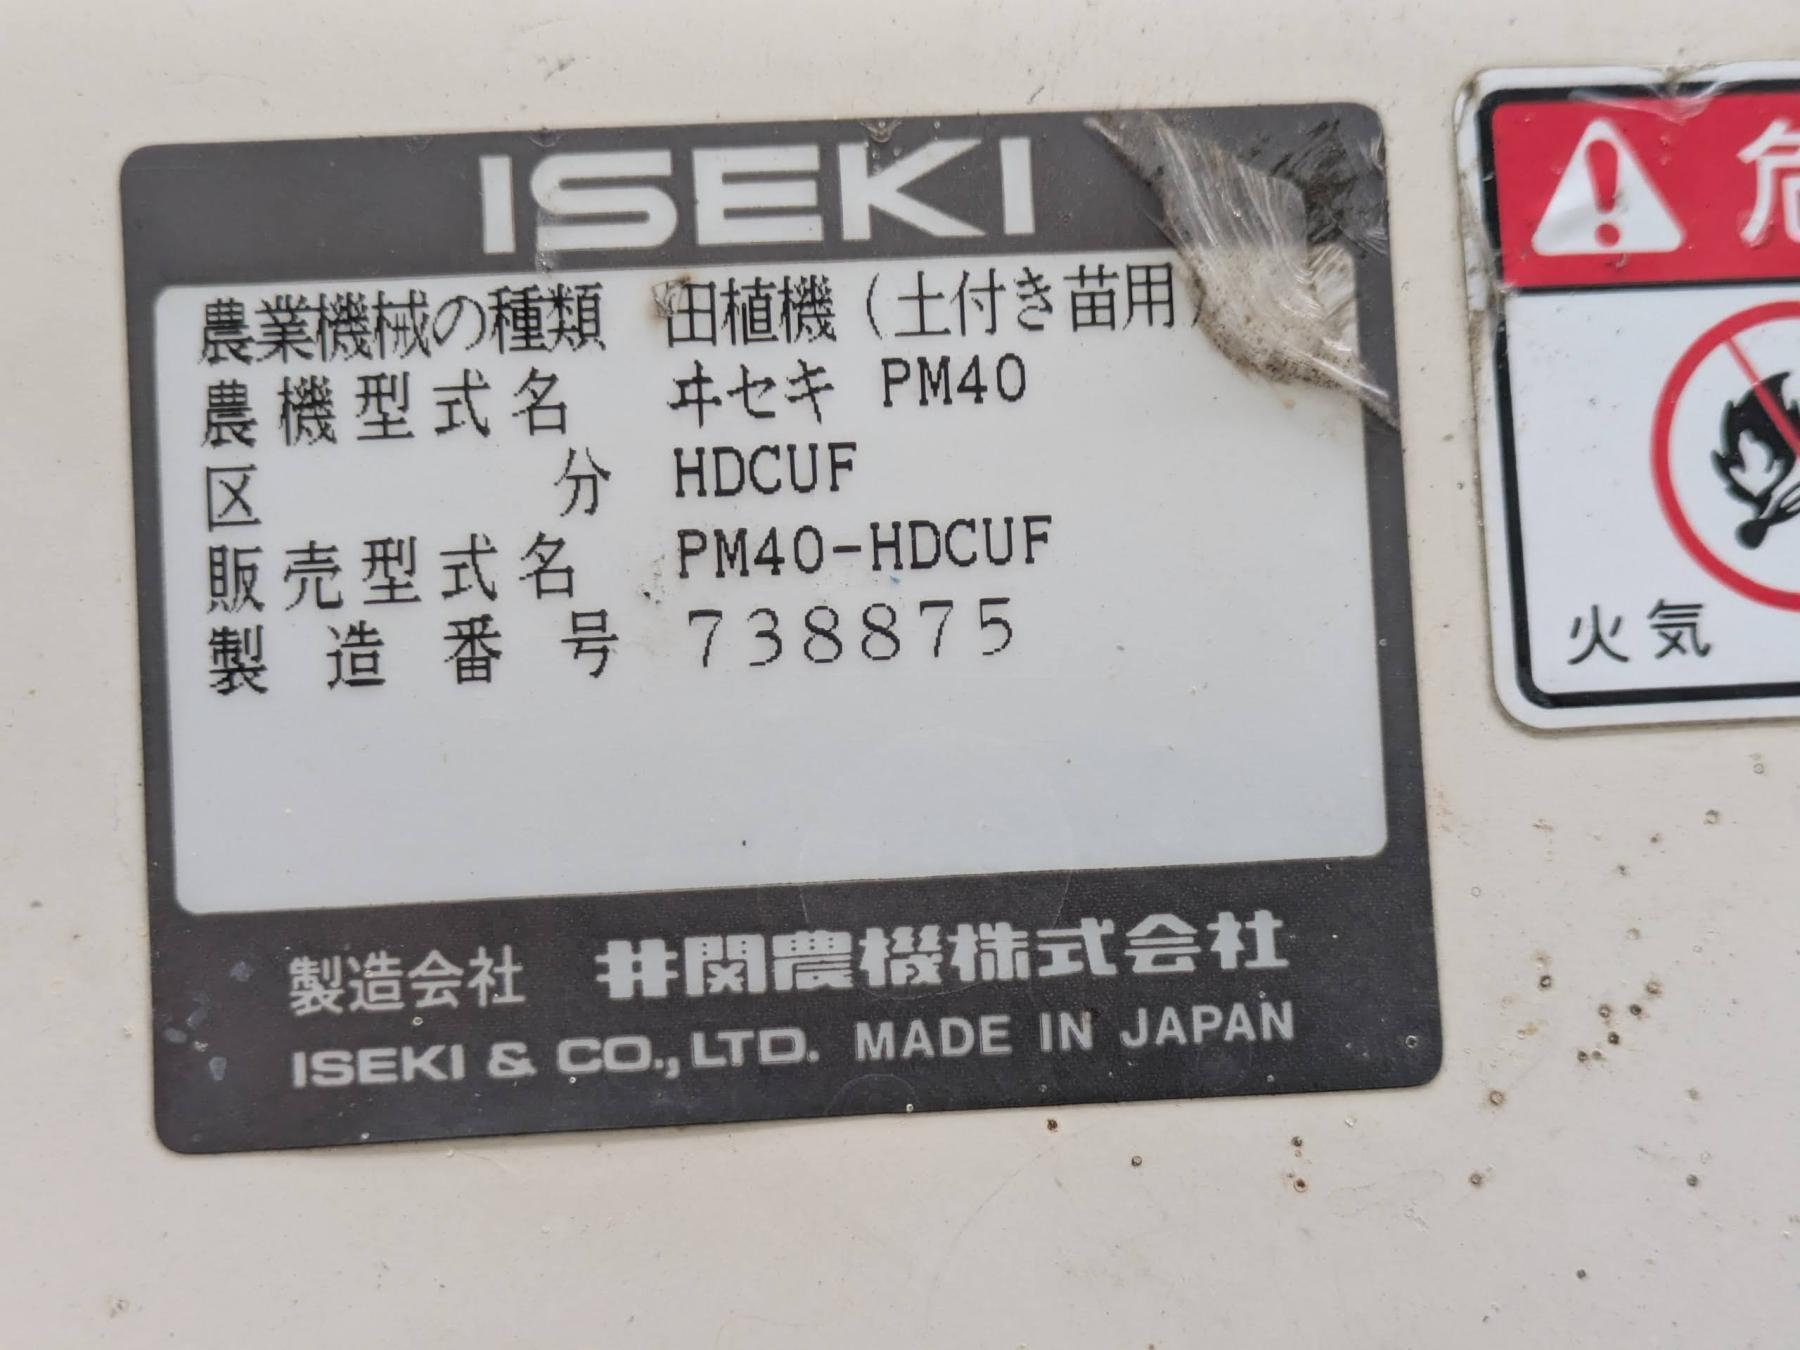 ISEKI
農業機械の種類 田植機(土付き苗用)
農機型式名 ヰセキ PM40
区分 HDCUF
販売型式名 PM40-HDCUF
製造番号 738875
製造会社 井関農機株式会社
ISEKI & CO., LTD. MADE IN JAPAN
危
火気